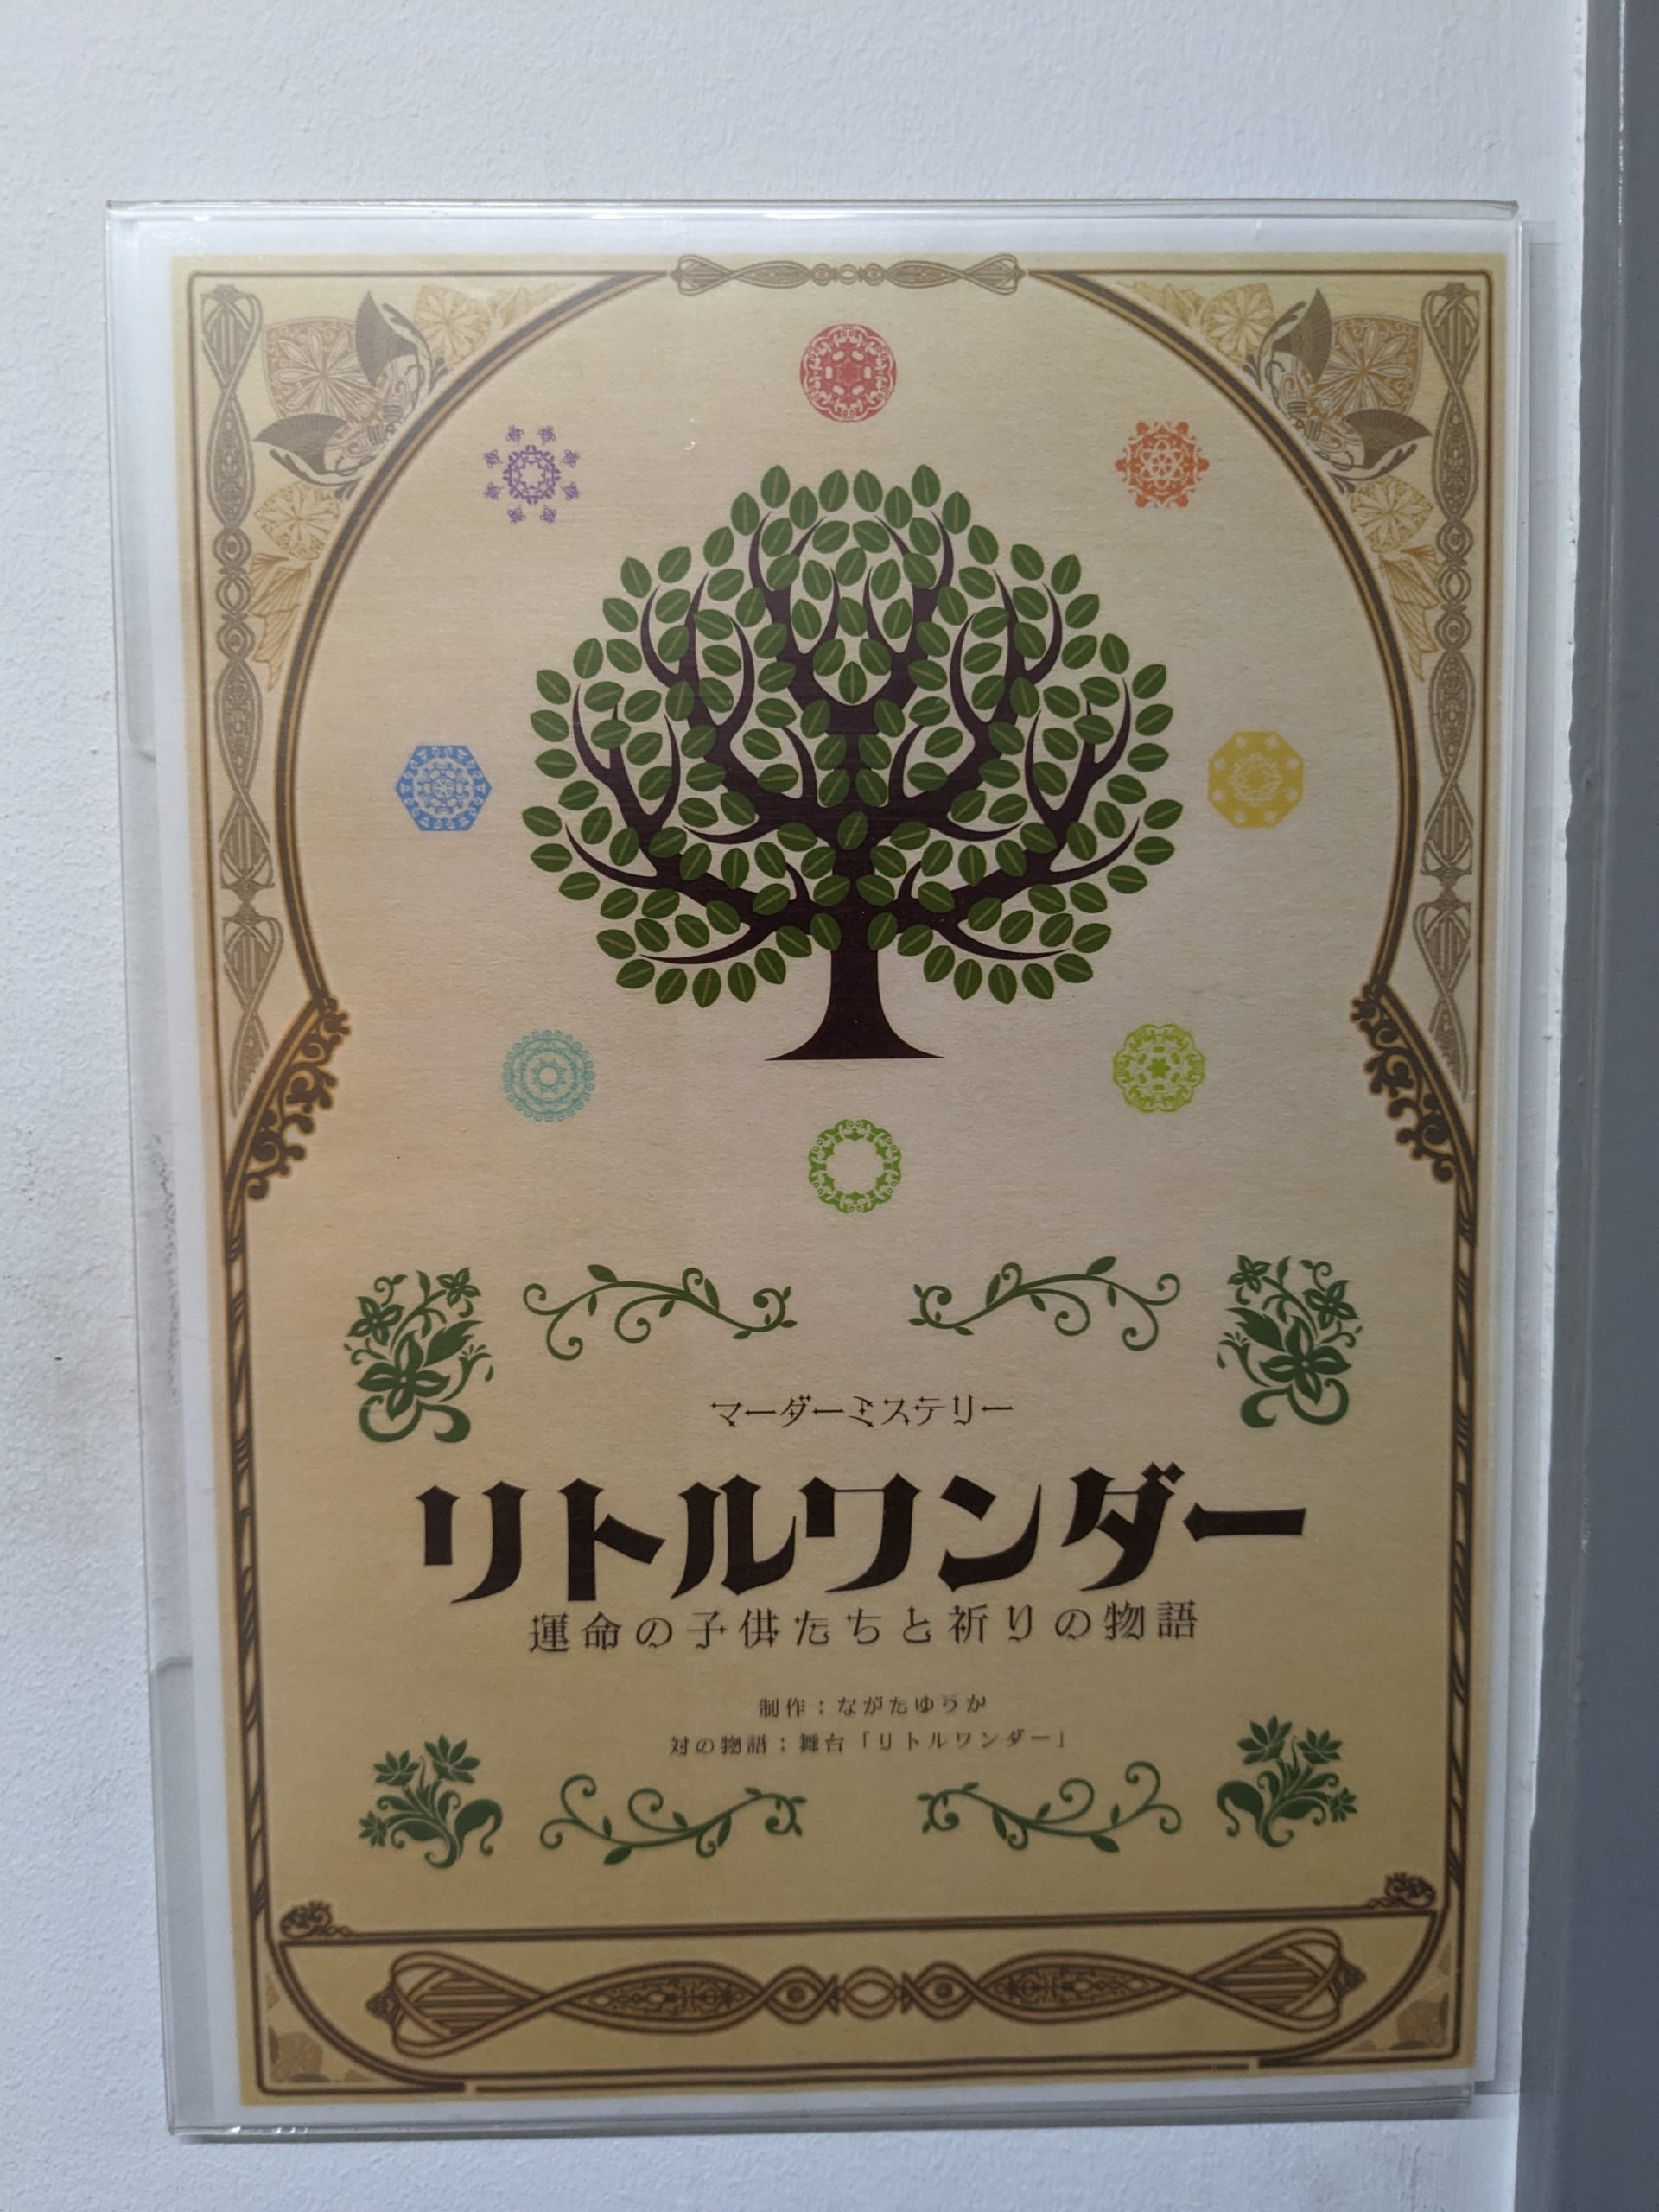 マーダーミステリー
リトルワンダー
運命の子供たちと祈りの物語
制作；ながたゆうか
対の物語；舞台「リトルワンダー」